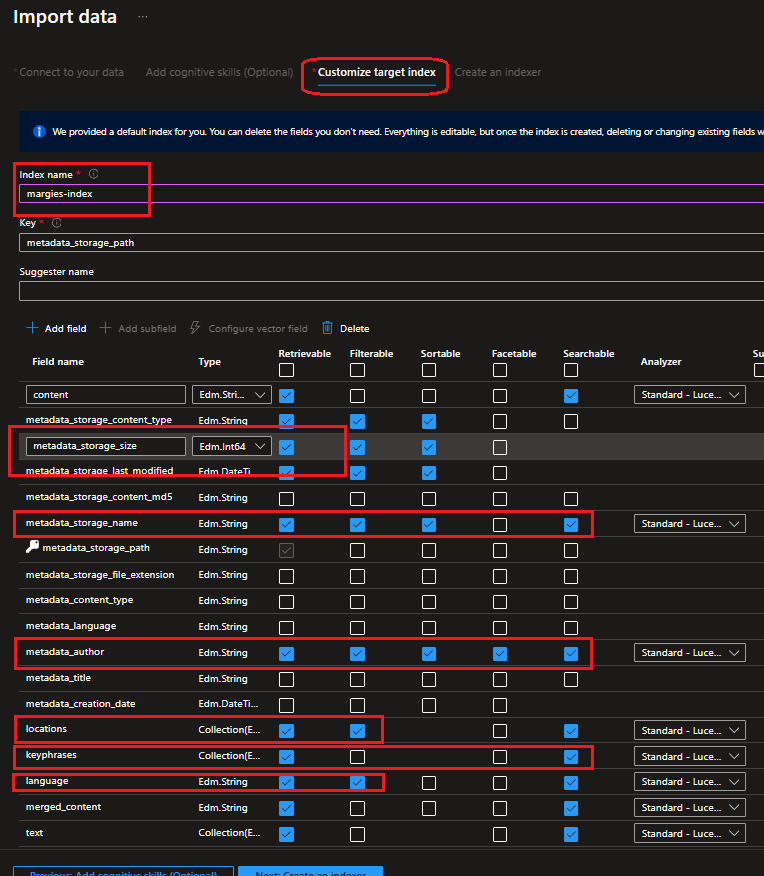 Import data ...
* Connect to your data Add cognitive skills (Optional) * Customize target index Create an indexer
We provided a default index for you. You can delete the fields you don't need. Everything is editable, but once the index is created, deleting or changing existing fields w
Index name *
margies-index
Key *
metadata_storage_path
Suggester name
+ Add field + Add subfield Configure vector field Delete
Field name Type Retrievable Filterable Sortable Facetable Searchable Analyzer Su
content Edm.Stri... Standard - Luce...
metadata_storage_content_type Edm.String
metadata_storage_size Edm.Int64
metadata_storage_last_modified Edm.DateTi...
metadata_storage_content_md5 Edm.String
metadata_storage_name Edm.String Standard - Luce...
metadata_storage_path Edm.String
metadata_storage_file_extension Edm.String
metadata_content_type Edm.String
metadata_language Edm.String
metadata_author Edm.String Standard - Luce...
metadata_title Edm.String
metadata_creation_date Edm.DateTi...
locations Collection(E... Standard - Luce...
keyphrases Collection(E... Standard - Luce...
language Edm.String Standard - Luce...
merged_content Edm.String Standard - Luce...
text Collection(E... Standard - Luce...
Previous: Add cognitive skills (Optional) Next: Create an indexer